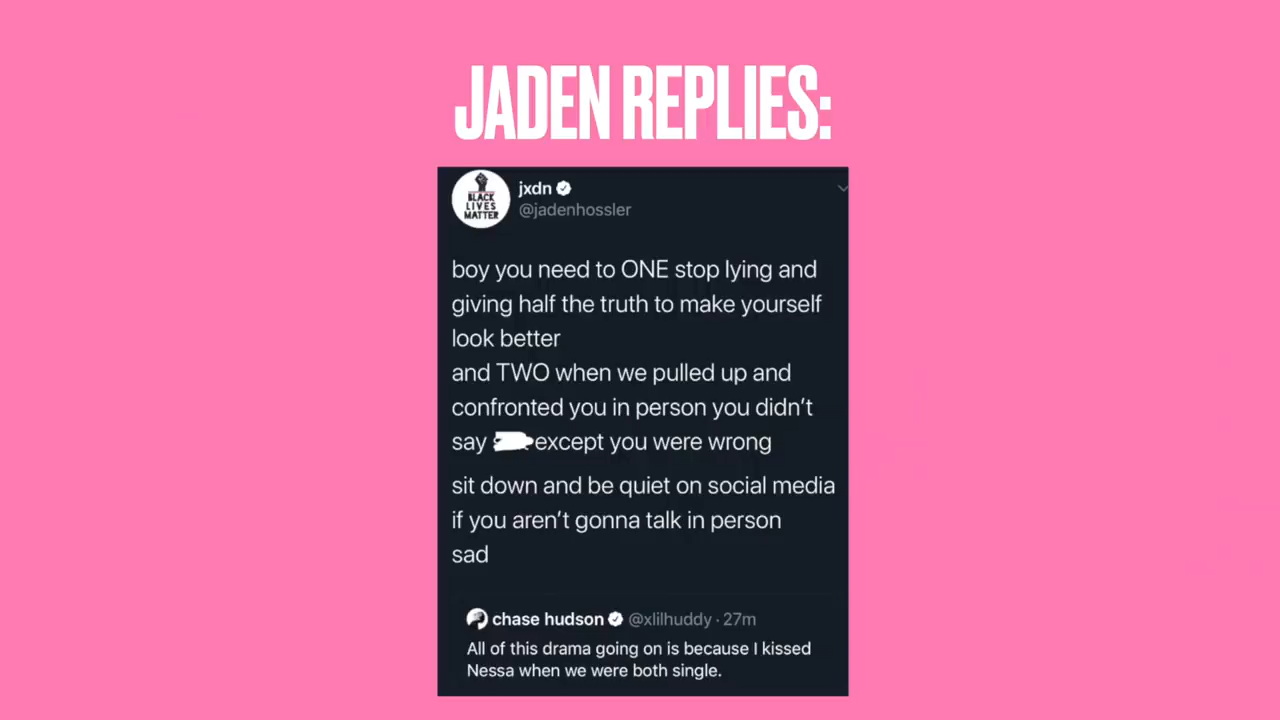 JADEN REPLIES:
BLACK
LIVES
MATTER
jxdn
@jadenhossler
boy you need to ONE stop lying and
giving half the truth to make yourself
look better
and TWO when we pulled up and
confronted you in person you didn't
say except you were wrong
sit down and be quiet on social media
if you aren't gonna talk in person
sad
chase hudson @xlilhuddy · 27m
All of this drama going on is because I kissed
Nessa when we were both single.